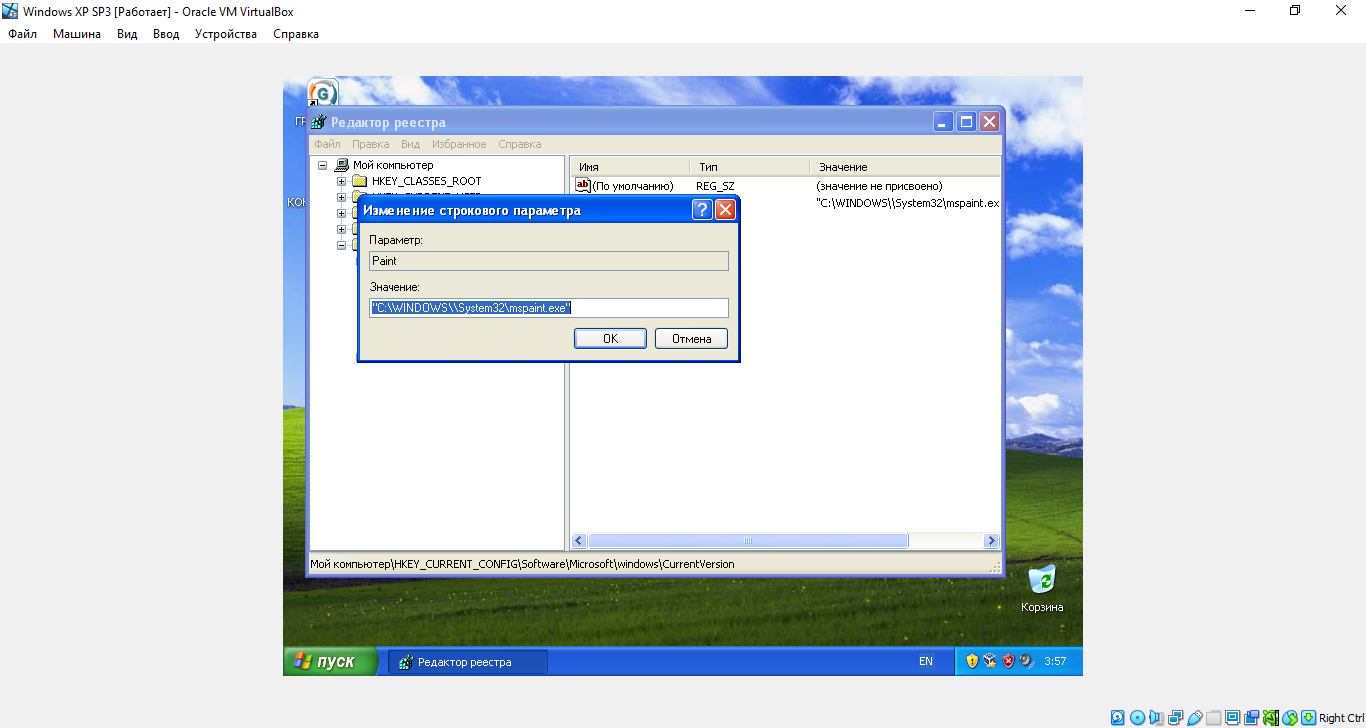 Windows XP SP3 [Работает] - Oracle VM VirtualBox
Файл Машина Вид Ввод Устройства Справка
Редактор реестра
Файл Правка Вид Избранное Справка
Мой компьютер
HKEY_CLASSES_ROOT
Имя Тип Значение
(По умолчанию) REG_SZ (значение не присвоено)
"C:\WINDOWS\\System32\mspaint.ex
Изменение строкового параметра
Параметр:
Paint
Значение:
"C:\WINDOWS\\System32\mspaint.exe"
OK Отмена
Мой компьютер\HKEY_CURRENT_CONFIG\Software\Microsoft\windows\CurrentVersion
Корзина
пуск Редактор реестра EN 3:57
Right Ctrl